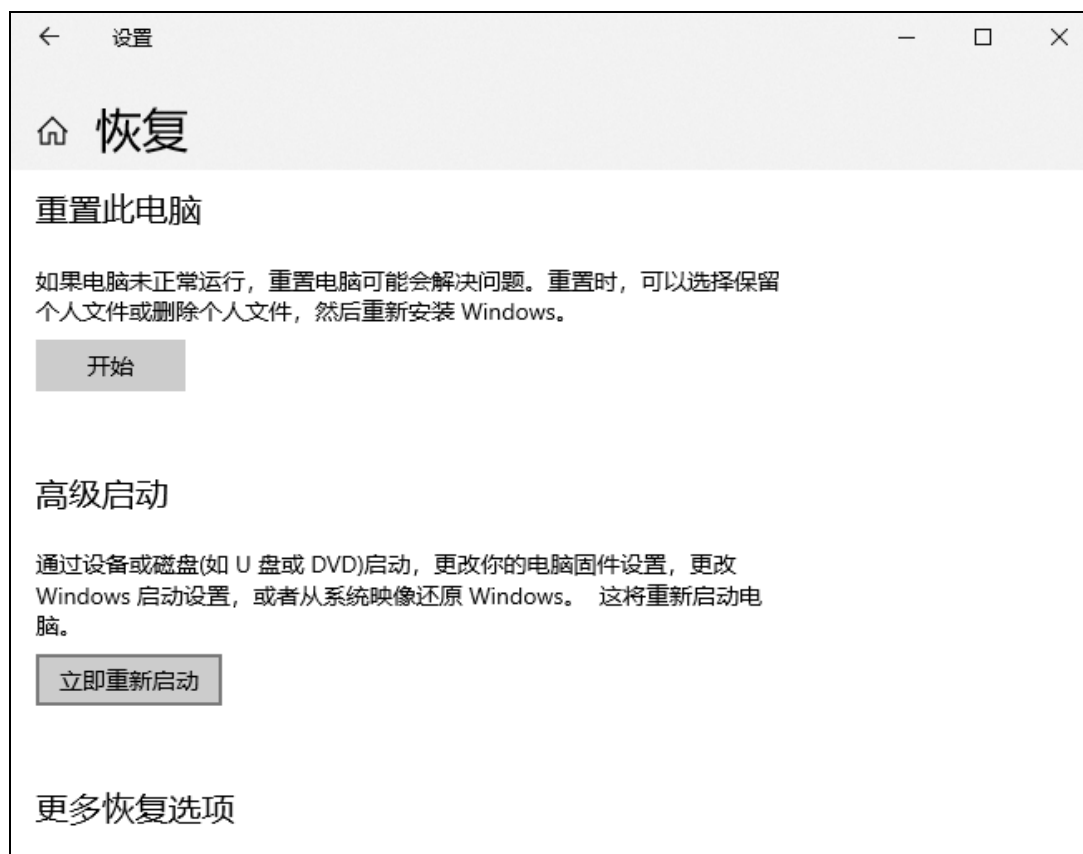 设置
恢复
重置此电脑
如果电脑未正常运行，重置电脑可能会解决问题。重置时，可以选择保留
个人文件或删除个人文件，然后重新安装 Windows。
开始
高级启动
通过设备或磁盘(如 U 盘或 DVD)启动，更改你的电脑固件设置，更改
Windows 启动设置，或者从系统映像还原 Windows。 这将重新启动电
脑。
立即重新启动
更多恢复选项